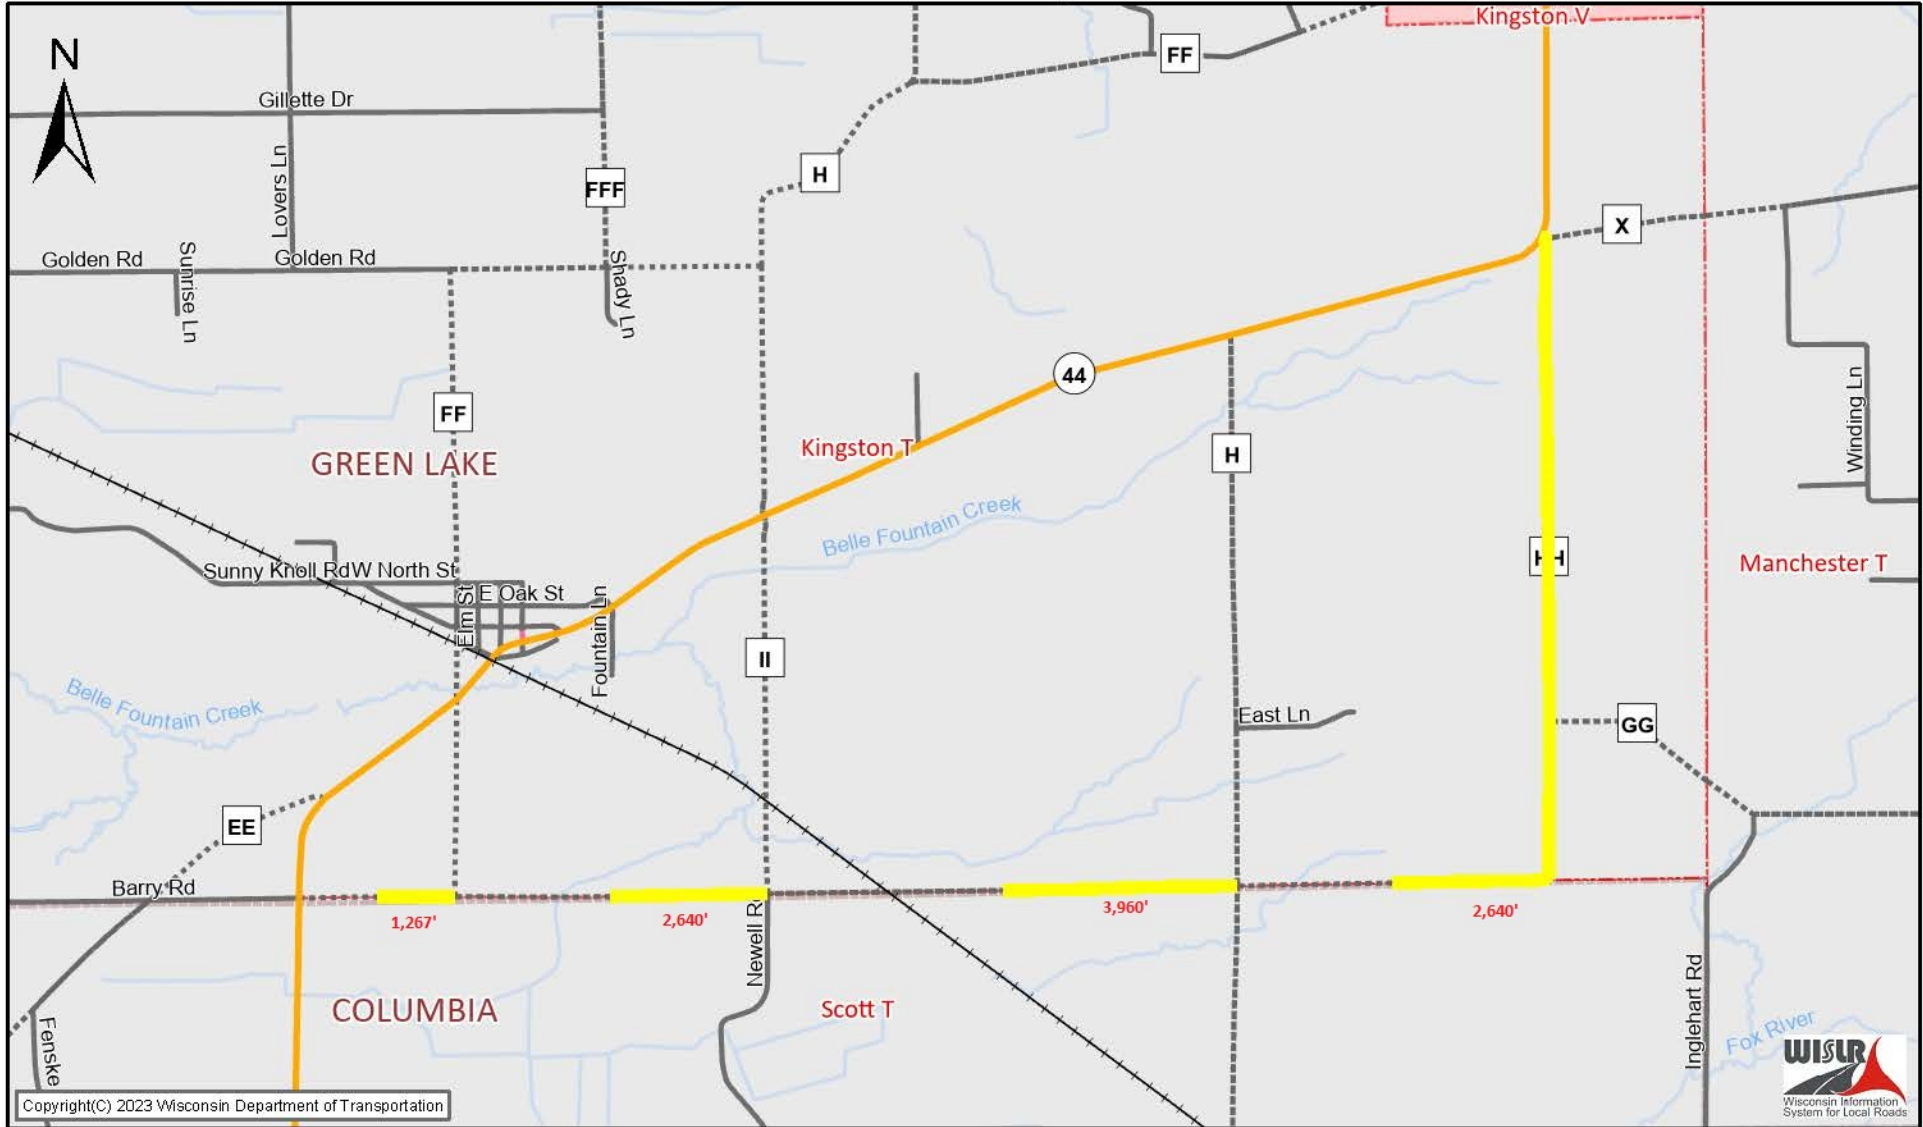 Kingston V
N
FF
Gillette Dr
Lovers Ln
H
FFF
X
Golden Rd
Sunrise Ln
Golden Rd
Shady Ln
44
FF
Winding Ln
GREEN LAKE
Kingston T
H
Belle Fountain Creek
HH
Manchester T
Sunny Knoll Rd
W North St
E Oak St
Elm St
Fountain Ln
II
Belle Fountain Creek
East Ln
GG
EE
Barry Rd
1,267'
2,640'
3,960'
2,640'
Newell R
COLUMBIA
Scott T
Inglehart Rd
Fox River
Fenske
WISLR
Wisconsin Information
System for Local Roads
Copyright(C) 2023 Wisconsin Department of Transportation